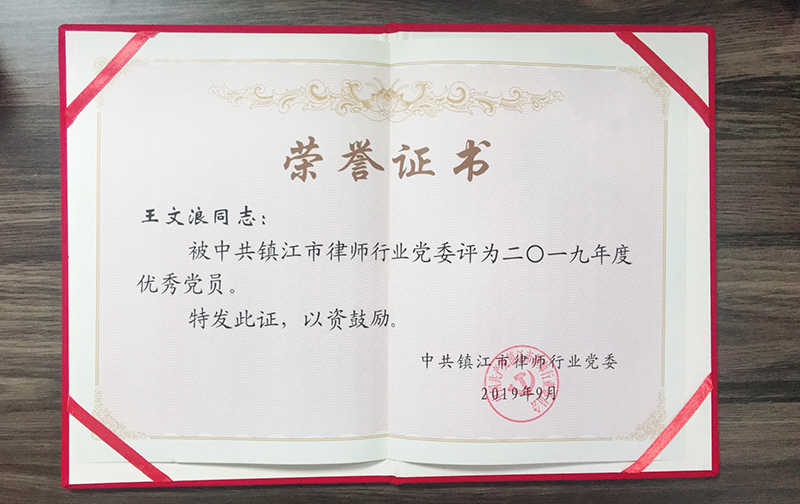 荣誉证书
王文浪同志：
被中共镇江市律师行业党委评为二〇一九年度
优秀党员。
特发此证，以资鼓励。
中共镇江市律师行业党委
2019年9月